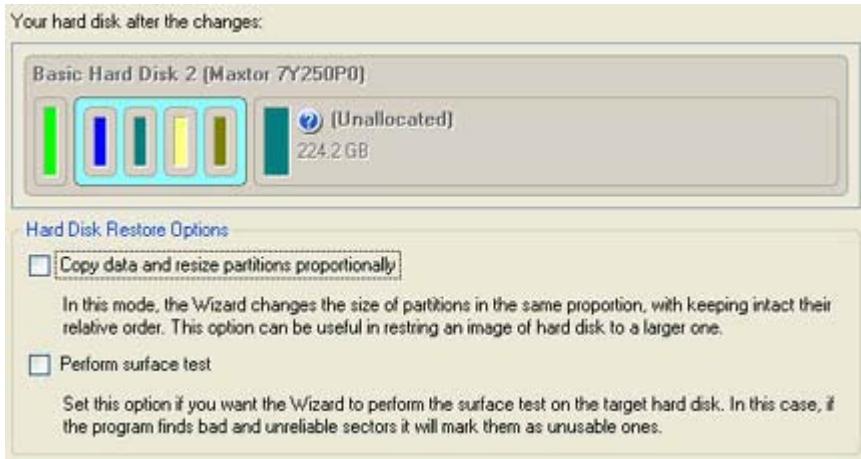 Your hard disk after the changes:
Basic Hard Disk 2 (Maxtor 7Y250P0)
(Unallocated)
224.2 GB
Hard Disk Restore Options
Copy data and resize partitions proportionally
In this mode, the Wizard changes the size of partitions in the same proportion, with keeping intact their
relative order. This option can be useful in restring an image of hard disk to a larger one.
Perform surface test
Set this option if you want the Wizard to perform the surface test on the target hard disk. In this case, if
the program finds bad and unreliable sectors it will mark them as unusable ones.